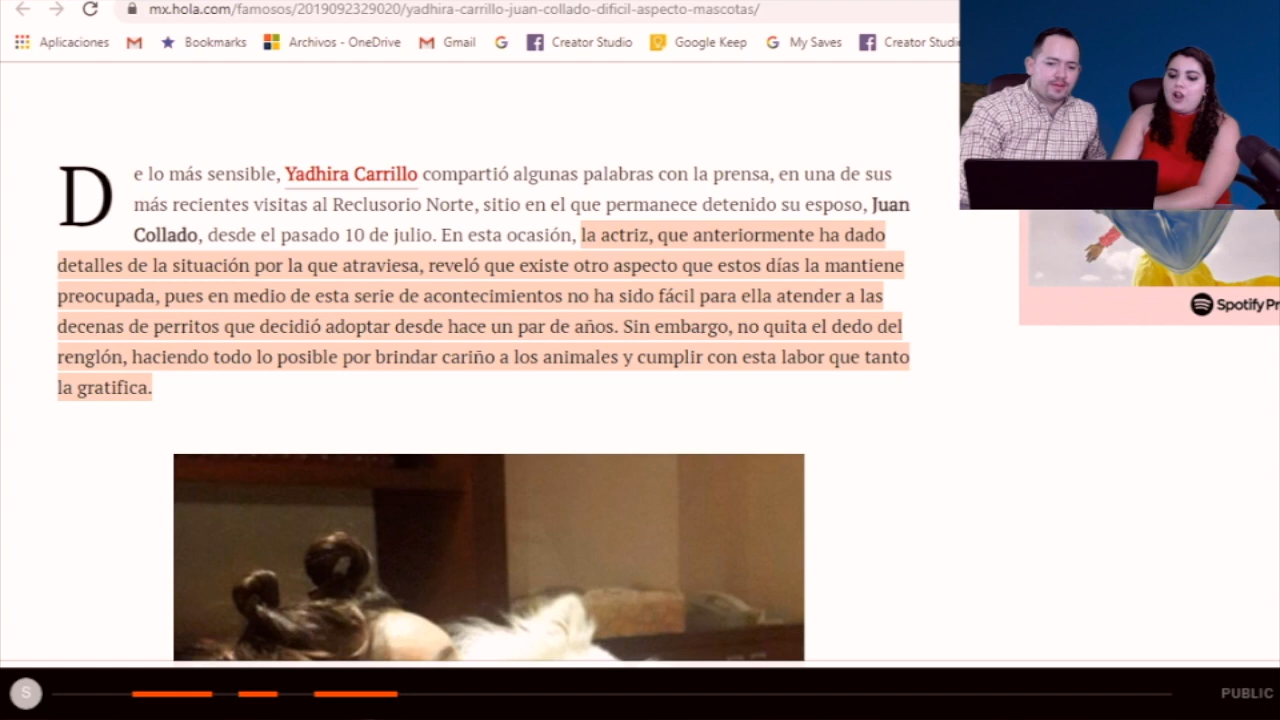 mx.hola.com/famosos/2019092329020/yadhira-carrillo-juan-collado-dificil-aspecto-mascotas/
Aplicaciones Bookmarks Archivos - OneDrive Gmail Creator Studio Google Keep My Saves Creator Studio
De lo más sensible, Yadhira Carrillo compartió algunas palabras con la prensa, en una de sus
más recientes visitas al Reclusorio Norte, sitio en el que permanece detenido su esposo, Juan
Collado, desde el pasado 10 de julio. En esta ocasión, la actriz, que anteriormente ha dado
detalles de la situación por la que atraviesa, reveló que existe otro aspecto que estos días la mantiene
preocupada, pues en medio de esta serie de acontecimientos no ha sido fácil para ella atender a las
decenas de perritos que decidió adoptar desde hace un par de años. Sin embargo, no quita el dedo del
renglón, haciendo todo lo posible por brindar cariño a los animales y cumplir con esta labor que tanto
la gratifica.
Spotify Pr
S
PUBLIC